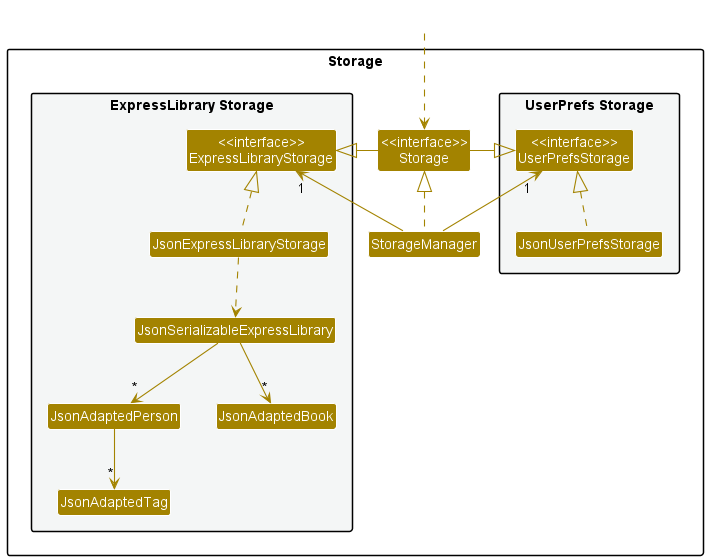 Storage
ExpressLibrary Storage
UserPrefs Storage
<<interface>>
ExpressLibraryStorage
<<interface>>
Storage
<<interface>>
UserPrefsStorage
1
1
JsonExpressLibraryStorage
StorageManager
JsonUserPrefsStorage
JsonSerializableExpressLibrary
*
*
JsonAdaptedPerson
JsonAdaptedBook
*
JsonAdaptedTag